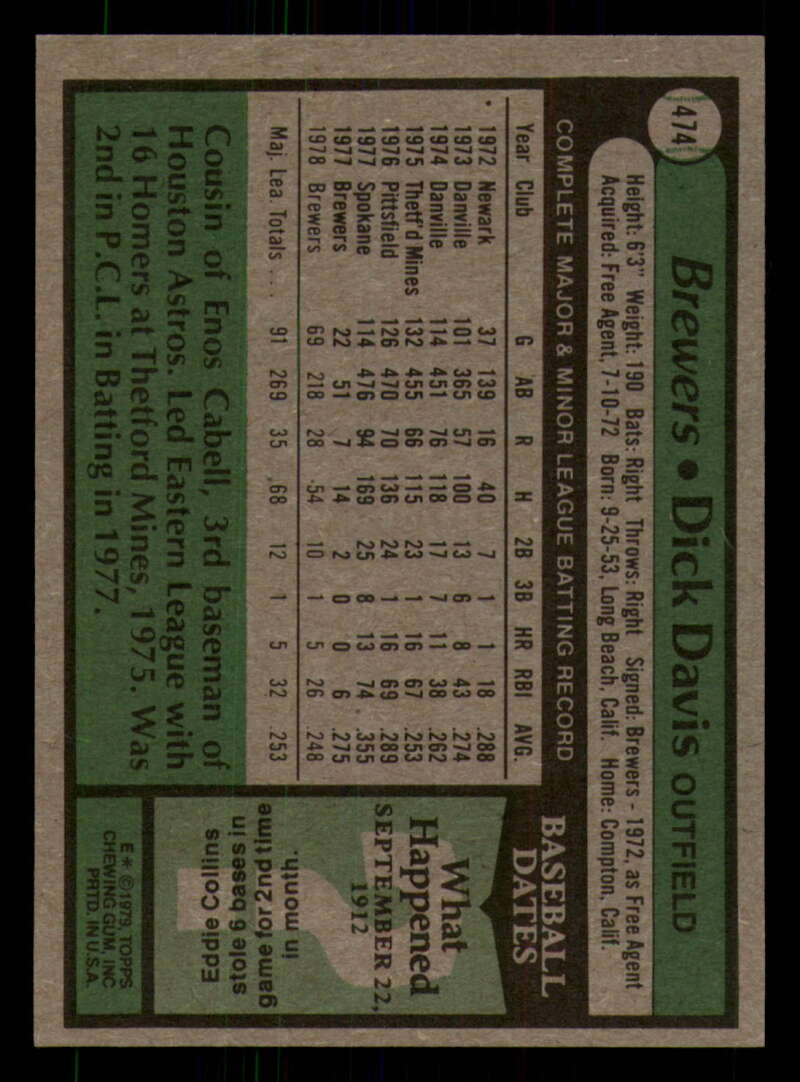 474
Brewers • Dick Davis OUTFIELD
Height: 6'3" Weight: 190 Bats: Right Throws: Right Signed: Brewers - 1972, as Free Agent
Acquired: Free Agent, 7-10-72 Born: 9-25-53, Long Beach, Calif. Home: Compton, Calif.
COMPLETE MAJOR & MINOR LEAGUE BATTING RECORD
Year Club G AB R H 2B 3B HR RBI AVG.
1972 Newark 37 139 16 40 7 1 1 18 .288
1973 Danville 101 365 57 100 13 6 8 43 .274
1974 Danville 114 451 76 118 17 7 11 38 .262
1975 Thetf'd Mines 132 455 66 115 23 1 16 67 .253
1976 Pittsfield 126 470 70 136 24 1 16 69 .289
1977 Spokane 114 476 94 169 25 8 13 74 .355
1977 Brewers 22 51 7 14 2 0 0 6 .275
1978 Brewers 69 218 28 54 10 1 5 26 .248
Maj. Lea. Totals . . . . 91 269 35 68 12 1 5 32 .253
Cousin of Enos Cabell, 3rd baseman of
Houston Astros. Led Eastern League with
16 Homers at Thetford Mines, 1975. Was
2nd in P.C.L. in Batting in 1977.
BASEBALL
DATES
What
Happened
SEPTEMBER 22,
1912
Eddie Collins
stole 6 bases in
game for 2nd time
in month.
E * © 1979, TOPPS
CHEWING GUM, INC
PRTD. IN U.S.A.